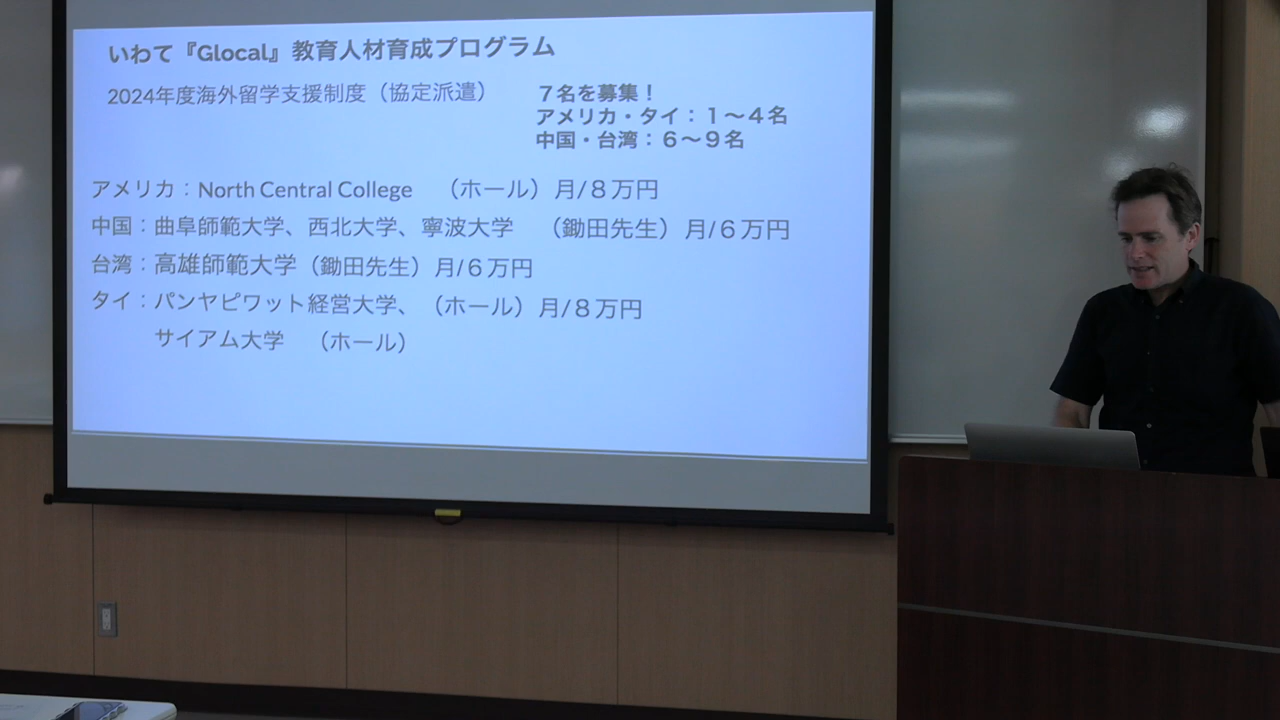 いわて『Glocal』教育人材育成プログラム
2024年度海外留学支援制度（協定派遣）
７名を募集！
アメリカ・タイ：１〜４名
中国・台湾：６〜９名
アメリカ：North Central College　（ホール）月/８万円
中国：曲阜師範大学、西北大学、寧波大学　（鋤田先生）月/６万円
台湾：高雄師範大学（鋤田先生）月/６万円
タイ：パンヤピワット経営大学、（ホール）月/８万円
サイアム大学　（ホール）